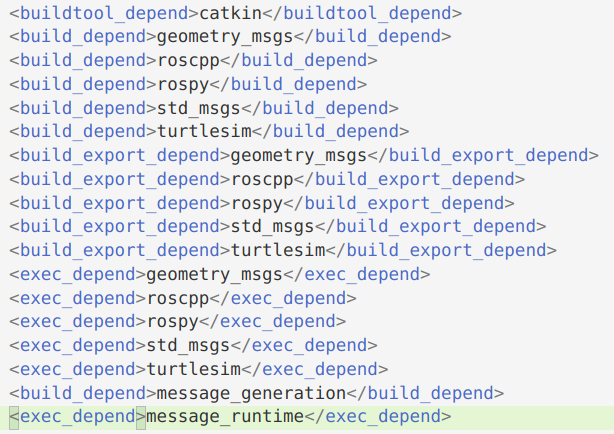 <buildtool_depend>catkin</buildtool_depend>
<build_depend>geometry_msgs</build_depend>
<build_depend>roscpp</build_depend>
<build_depend>rospy</build_depend>
<build_depend>std_msgs</build_depend>
<build_depend>turtlesim</build_depend>
<build_export_depend>geometry_msgs</build_export_depend>
<build_export_depend>roscpp</build_export_depend>
<build_export_depend>rospy</build_export_depend>
<build_export_depend>std_msgs</build_export_depend>
<build_export_depend>turtlesim</build_export_depend>
<exec_depend>geometry_msgs</exec_depend>
<exec_depend>roscpp</exec_depend>
<exec_depend>rospy</exec_depend>
<exec_depend>std_msgs</exec_depend>
<exec_depend>turtlesim</exec_depend>
<build_depend>message_generation</build_depend>
<exec_depend>message_runtime</exec_depend>